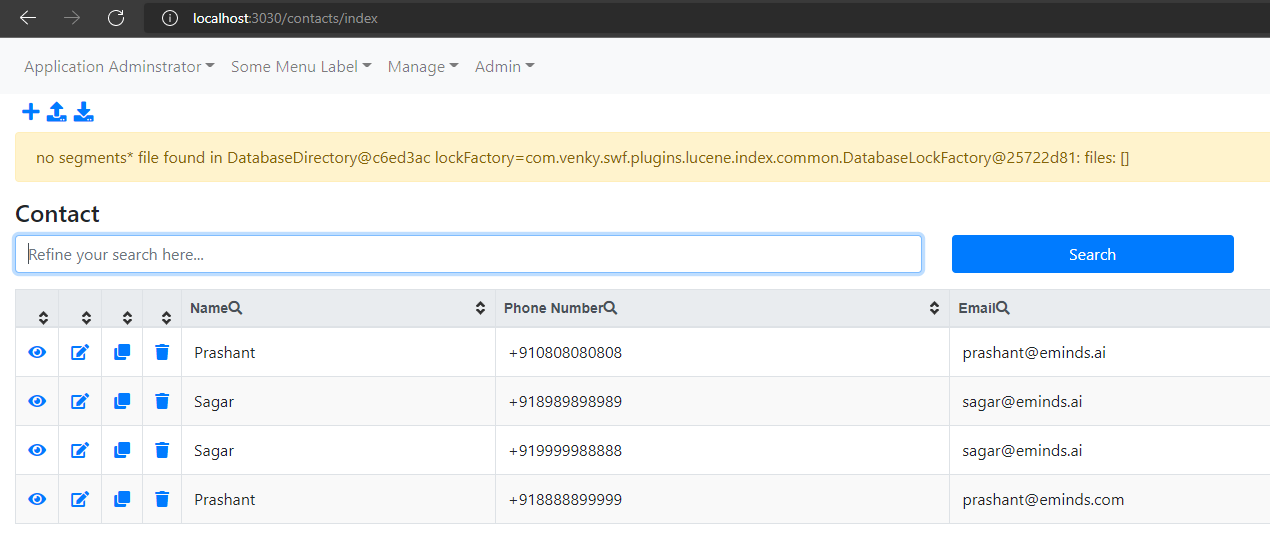 localhost:3030/contacts/index
Application Adminstrator Some Menu Label Manage Admin
no segments* file found in DatabaseDirectory@c6ed3ac lockFactory=com.venky.swf.plugins.lucene.index.common.DatabaseLockFactory@25722d81: files: []
Contact
Refine your search here... Search
Name Phone Number Email
Prashant +910808080808 prashant@eminds.ai
Sagar +918989898989 sagar@eminds.ai
Sagar +919999988888 sagar@eminds.ai
Prashant +918888899999 prashant@eminds.com